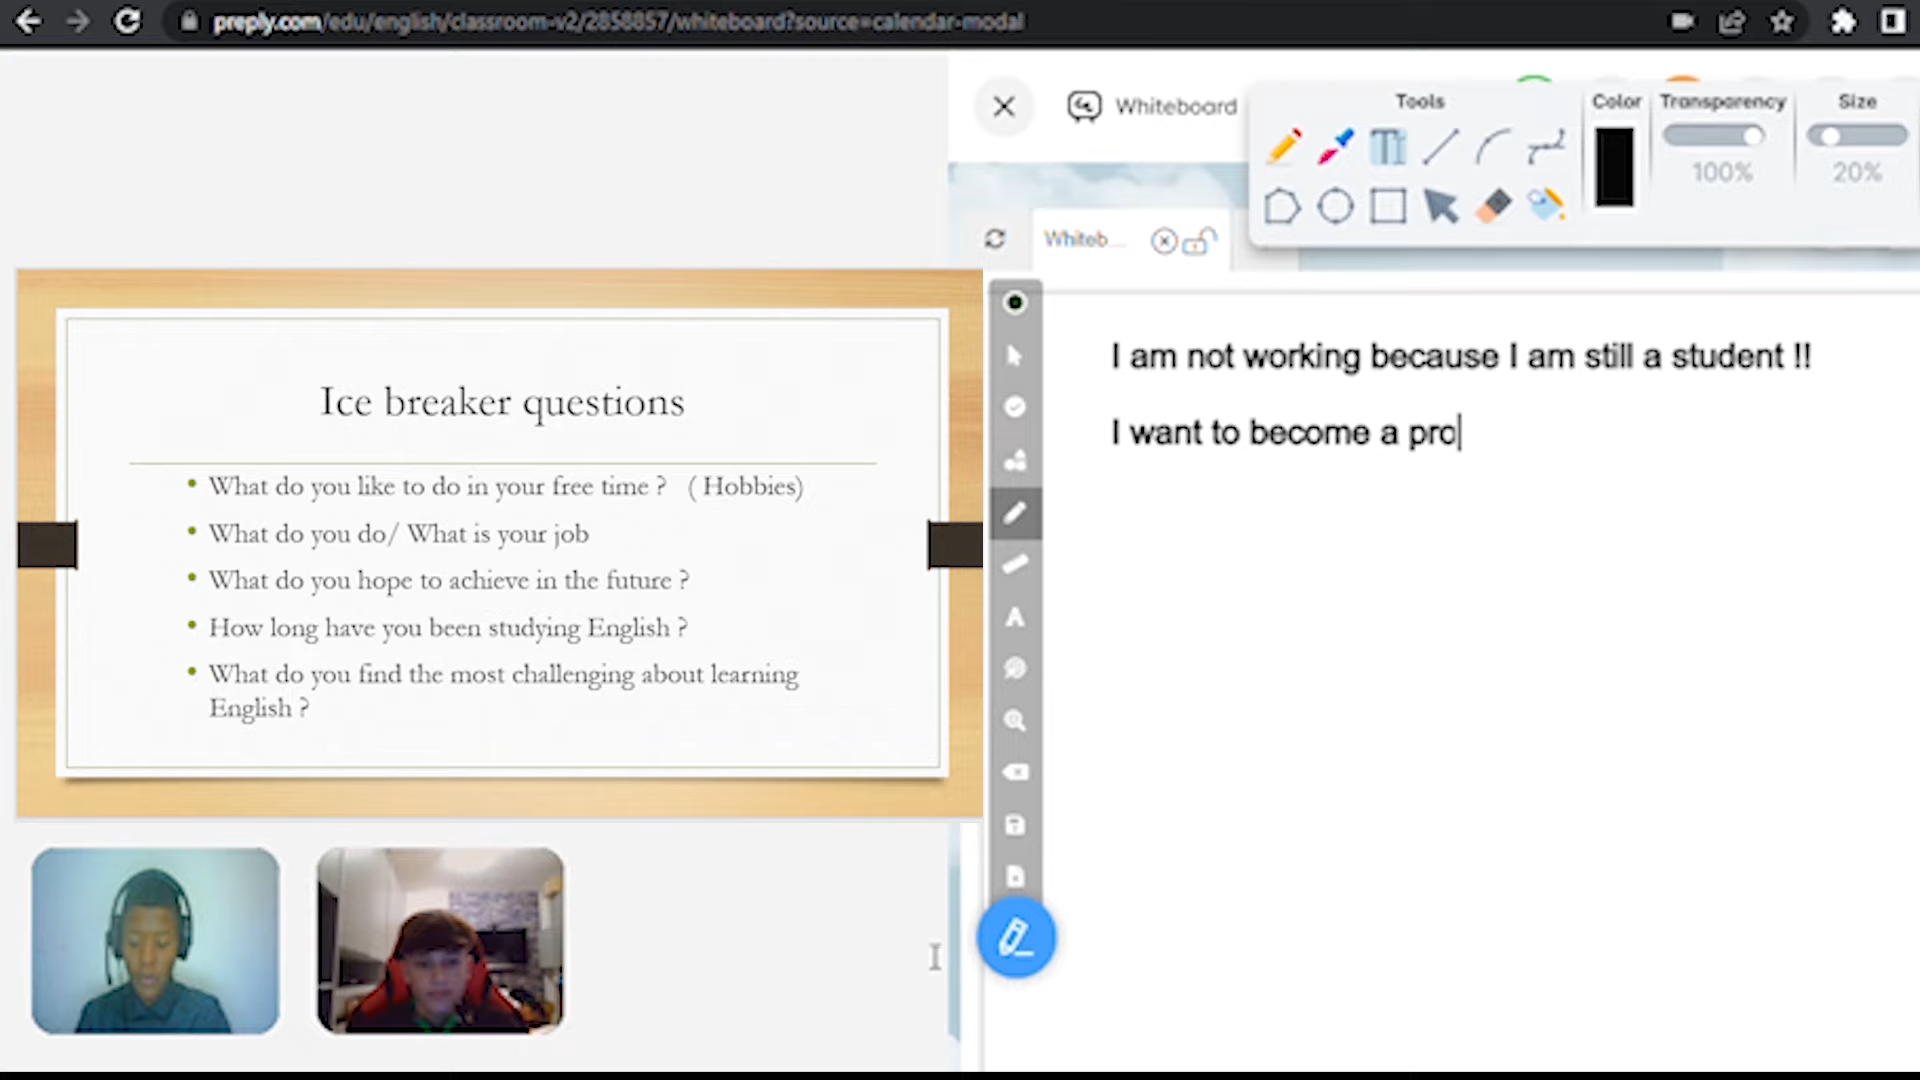 preply.com/edu/english/classroom-v2/2858857/whiteboard?source=calendar-modal
Whiteboard
Tools
Color
Transparency
Size
100%
20%
Whiteb...
Ice breaker questions
• What do you like to do in your free time ? ( Hobbies)
• What do you do/ What is your job
• What do you hope to achieve in the future ?
• How long have you been studying English ?
• What do you find the most challenging about learning
English ?
I am not working because I am still a student !!
I want to become a pro